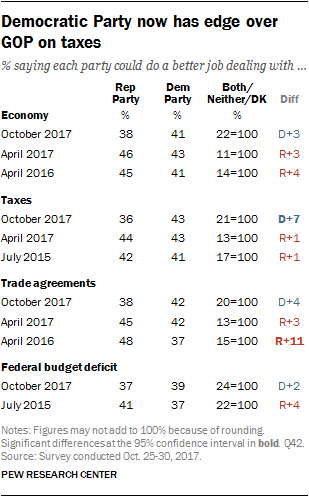 Democratic Party now has edge over
GOP on taxes
% saying each party could do a better job dealing with ...
Rep Party Dem Party Both/Neither/DK Diff
Economy % % %
October 2017 38 41 22=100 D+3
April 2017 46 43 11=100 R+3
April 2016 45 41 14=100 R+4
Taxes
October 2017 36 43 21=100 D+7
April 2017 44 43 13=100 R+1
July 2015 42 41 17=100 R+1
Trade agreements
October 2017 38 42 20=100 D+4
April 2017 45 42 13=100 R+3
April 2016 48 37 15=100 R+11
Federal budget deficit
October 2017 37 39 24=100 D+2
July 2015 41 37 22=100 R+4
Notes: Figures may not add to 100% because of rounding.
Significant differences at the 95% confidence interval in bold. Q42.
Source: Survey conducted Oct. 25-30, 2017.
PEW RESEARCH CENTER